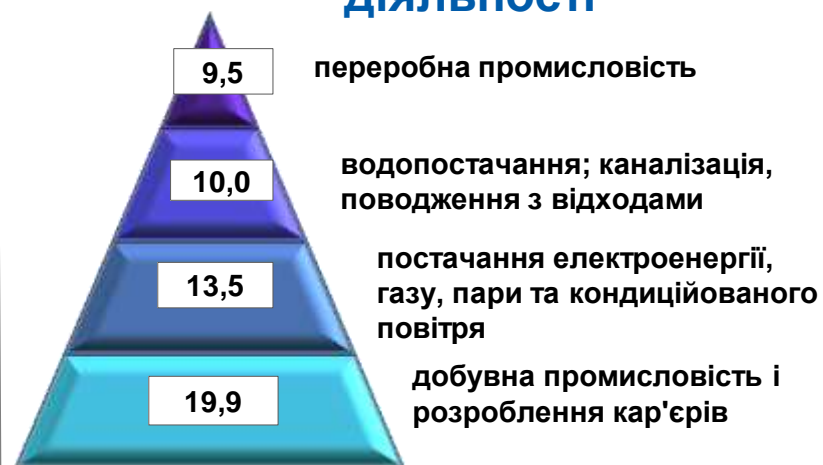 діяльності
9,5
переробна промисловість
10,0
водопостачання; каналізація,
поводження з відходами
13,5
постачання електроенергії,
газу, пари та кондиційованого
повітря
19,9
добувна промисловість і
розроблення кар'єрів